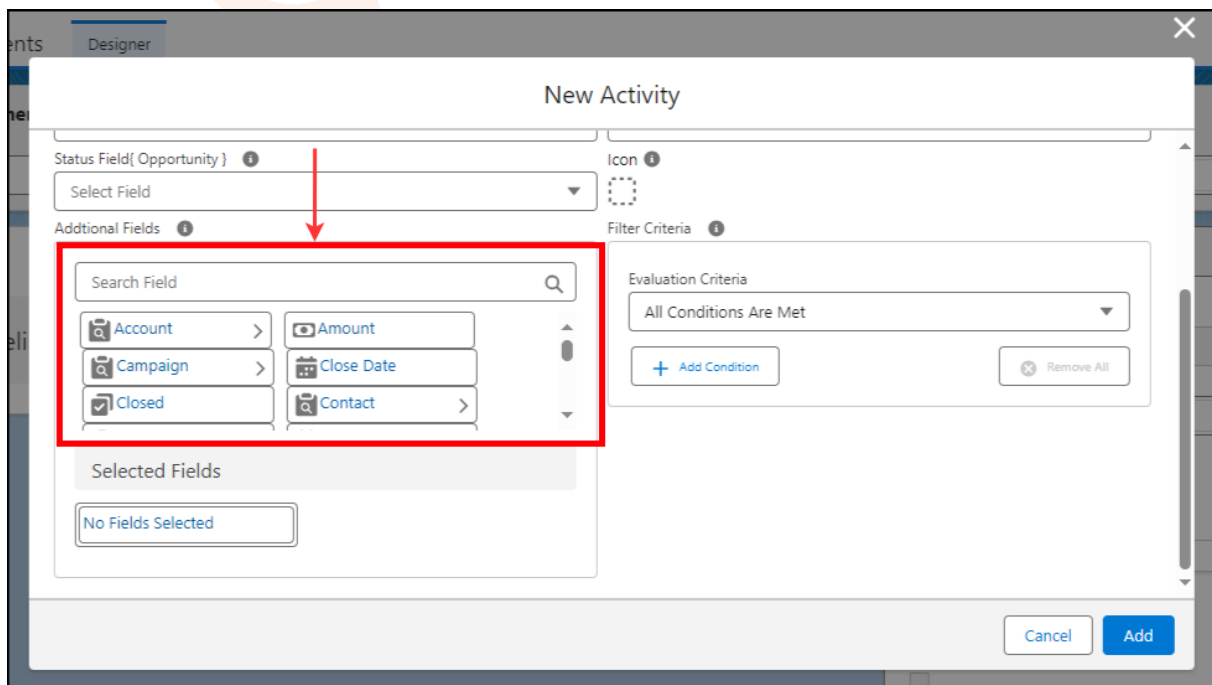 ents
Designer
New Activity
Status Field{ Opportunity }
Icon
Select Field
Addtional Fields
Filter Criteria
Search Field
Evaluation Criteria
All Conditions Are Met
Account
Amount
Campaign
Close Date
Add Condition
Remove All
Closed
Contact
Selected Fields
No Fields Selected
Cancel
Add